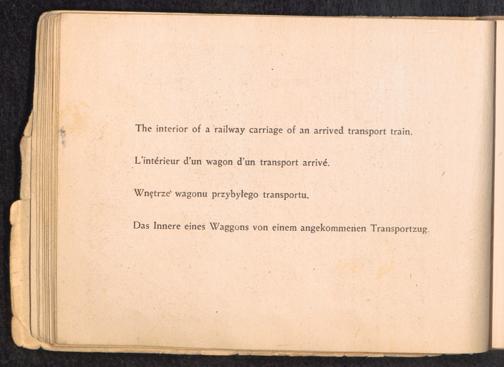 The interior of a railway carriage of an arrived transport train.
L'intérieur d'un wagon d'un transport arrivé.
Wnętrze wagonu przybyłego transportu.
Das Innere eines Waggons von einem angekommenen Transportzug.